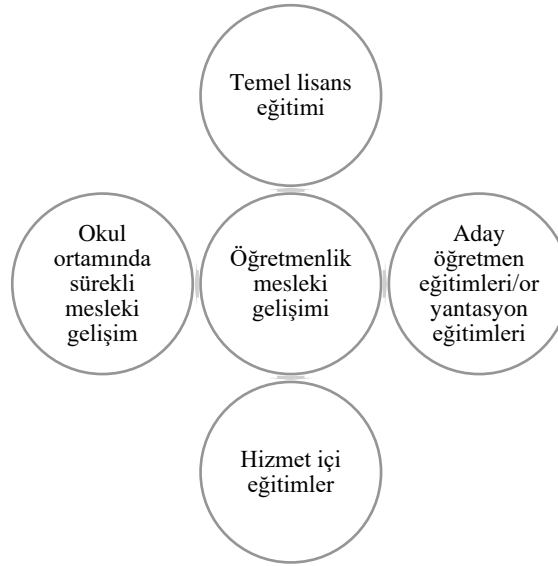 Temel lisans
eğitimi
Okul
ortamında
sürekli
mesleki
gelişim
Öğretmenlik
mesleki
gelişimi
Aday
öğretmen
eğitimleri/or
yantasyon
eğitimleri
Hizmet içi
eğitimler